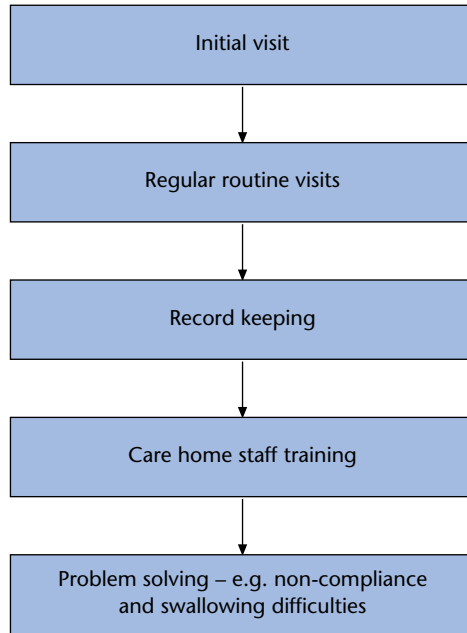 Initial visit
Regular routine visits
Record keeping
Care home staff training
Problem solving – e.g. non-compliance
and swallowing difficulties